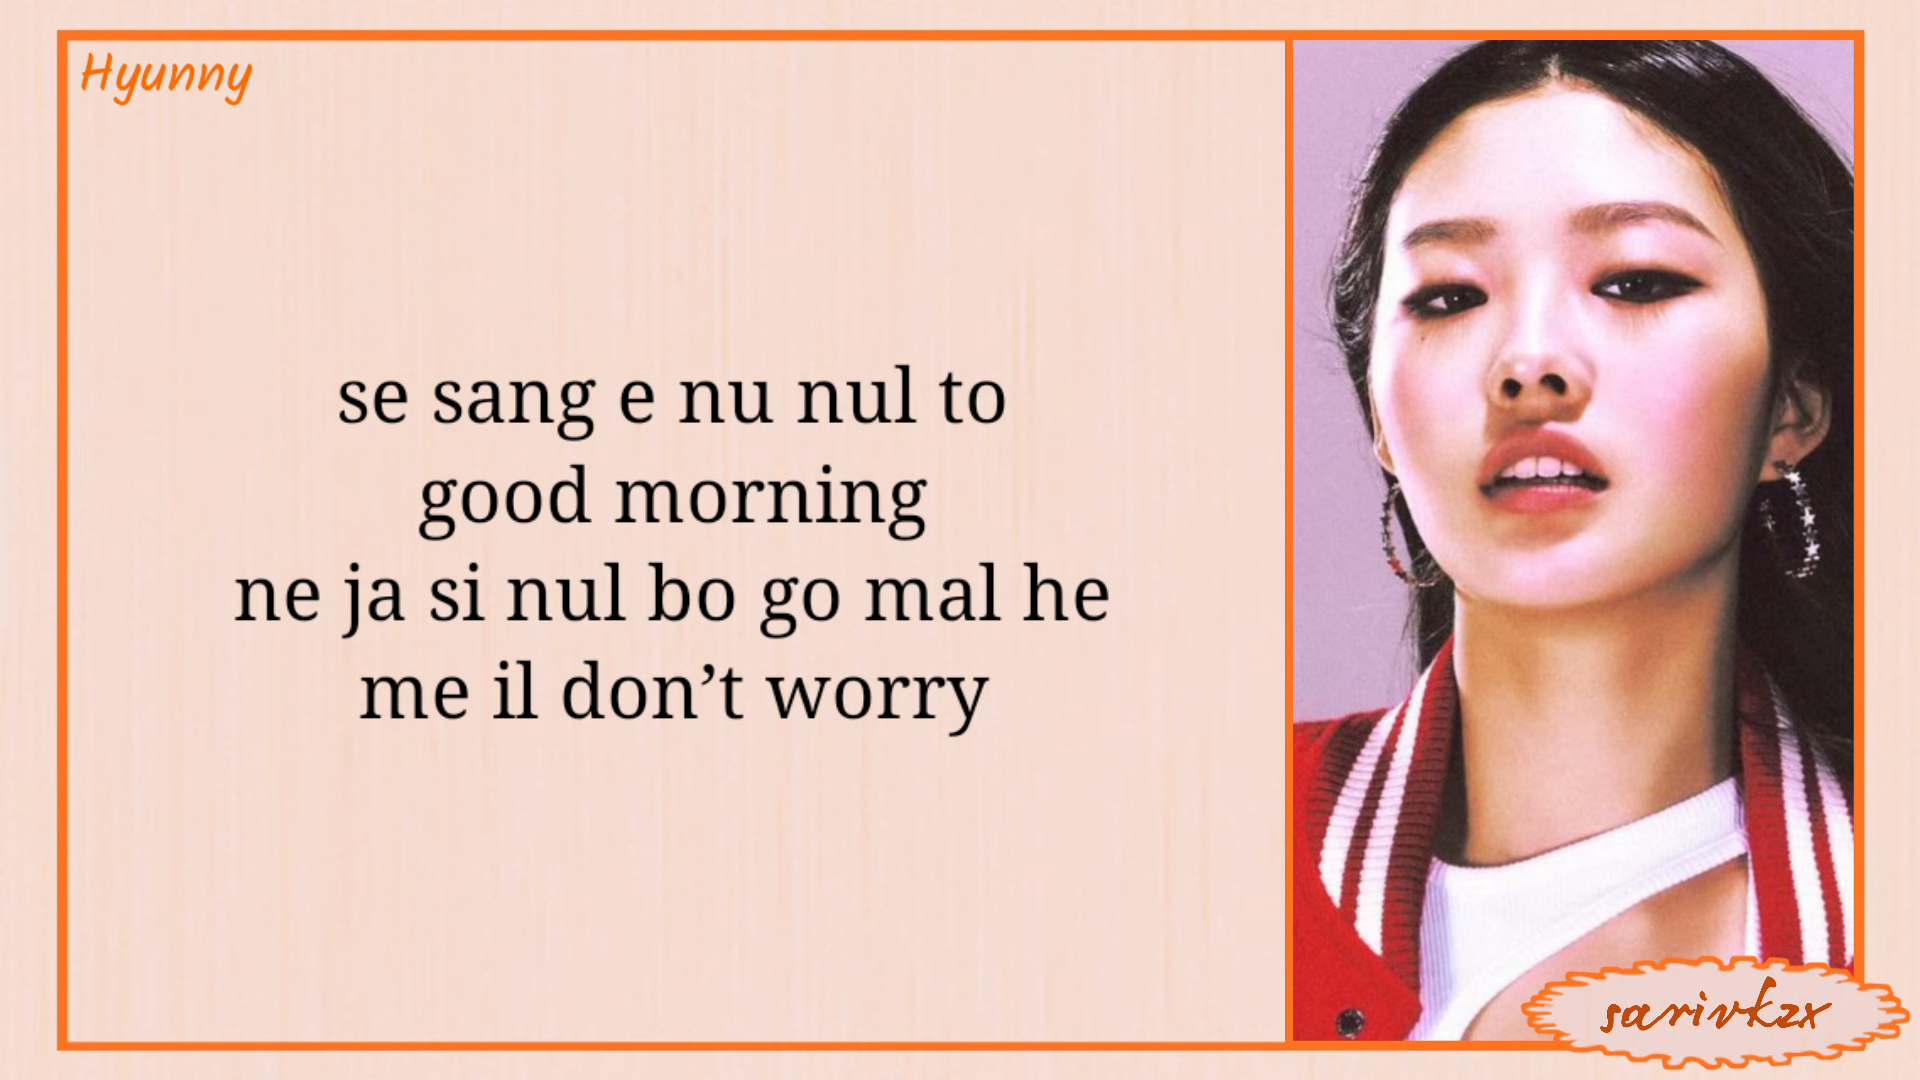 Hyunny
se sang e nu nul to
good morning
ne ja si nul bo go mal he
me il don’t worry
sarivkzx